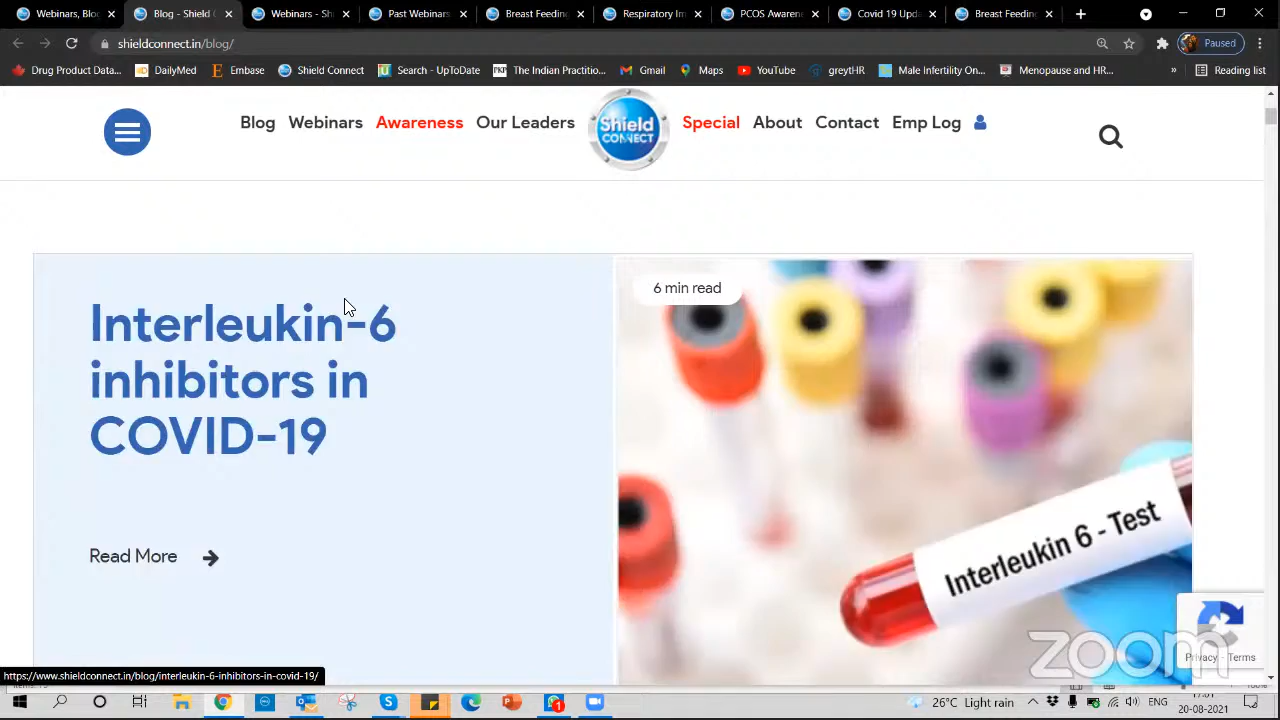 Webinars, Blo
Blog - Shield C
Webinars - Sh
Past Webinars
Breast Feeding
Respiratory Im
PCOS Awaren
Covid 19 Upda
Breast Feeding
shieldconnect.in/blog/
Paused
Drug Product Data...
DailyMed
Embase
Shield Connect
Search - UpToDate
The Indian Practitio...
Gmail
Maps
YouTube
greytHR
Male Infertility On...
Menopause and HR...
Reading list
Blog
Webinars
Awareness
Our Leaders
Shield
CONNECT
Special
About
Contact
Emp Log
Interleukin-6
inhibitors in
COVID-19
6 min read
Read More
Interleukin 6 - Test
Privacy - Terms
zoom
https://www.shieldconnect.in/blog/interleukin-6-inhibitors-in-covid-19/
26°C Light rain
ENG
20-08-2021